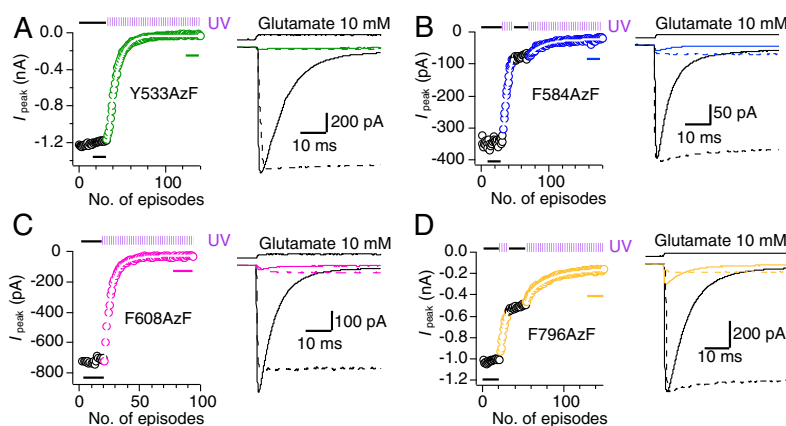 A
UV
Glutamate 10 mM
I peak (nA)
0.0
-0.4
-0.8
-1.2
Y533AzF
0
100
No. of episodes
200 pA
10 ms
B
UV
Glutamate 10 mM
I peak (pA)
0
-100
-200
-300
-400
F584AzF
0
100
No. of episodes
50 pA
10 ms
C
UV
Glutamate 10 mM
I peak (pA)
0
-200
-400
-600
-800
F608AzF
0
50
100
No. of episodes
100 pA
10 ms
D
UV
Glutamate 10 mM
I peak (nA)
0.0
-0.2
-0.4
-0.6
-0.8
-1.0
-1.2
F796AzF
0
100
No. of episodes
200 pA
10 ms